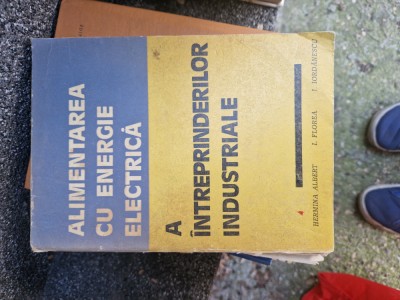 ALIMENTAREA
CU ENERGIE
ELECTRICĂ
A
ÎNTREPRINDERILOR
INDUSTRIALE
HERMINA ALBERT I. FLOREA I. IORDĂNESCU